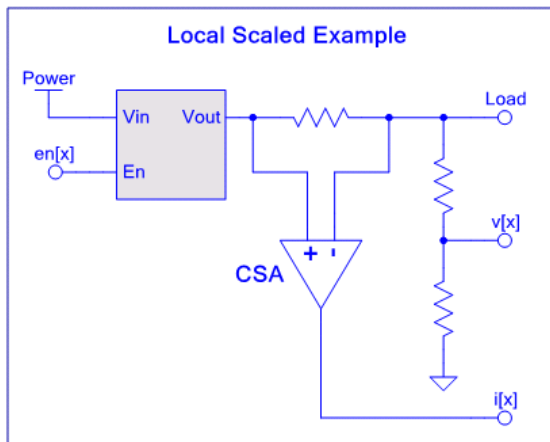 Local Scaled Example
Power
Vin
Vout
Load
en[x]
En
v[x]
+ -
CSA
i[x]